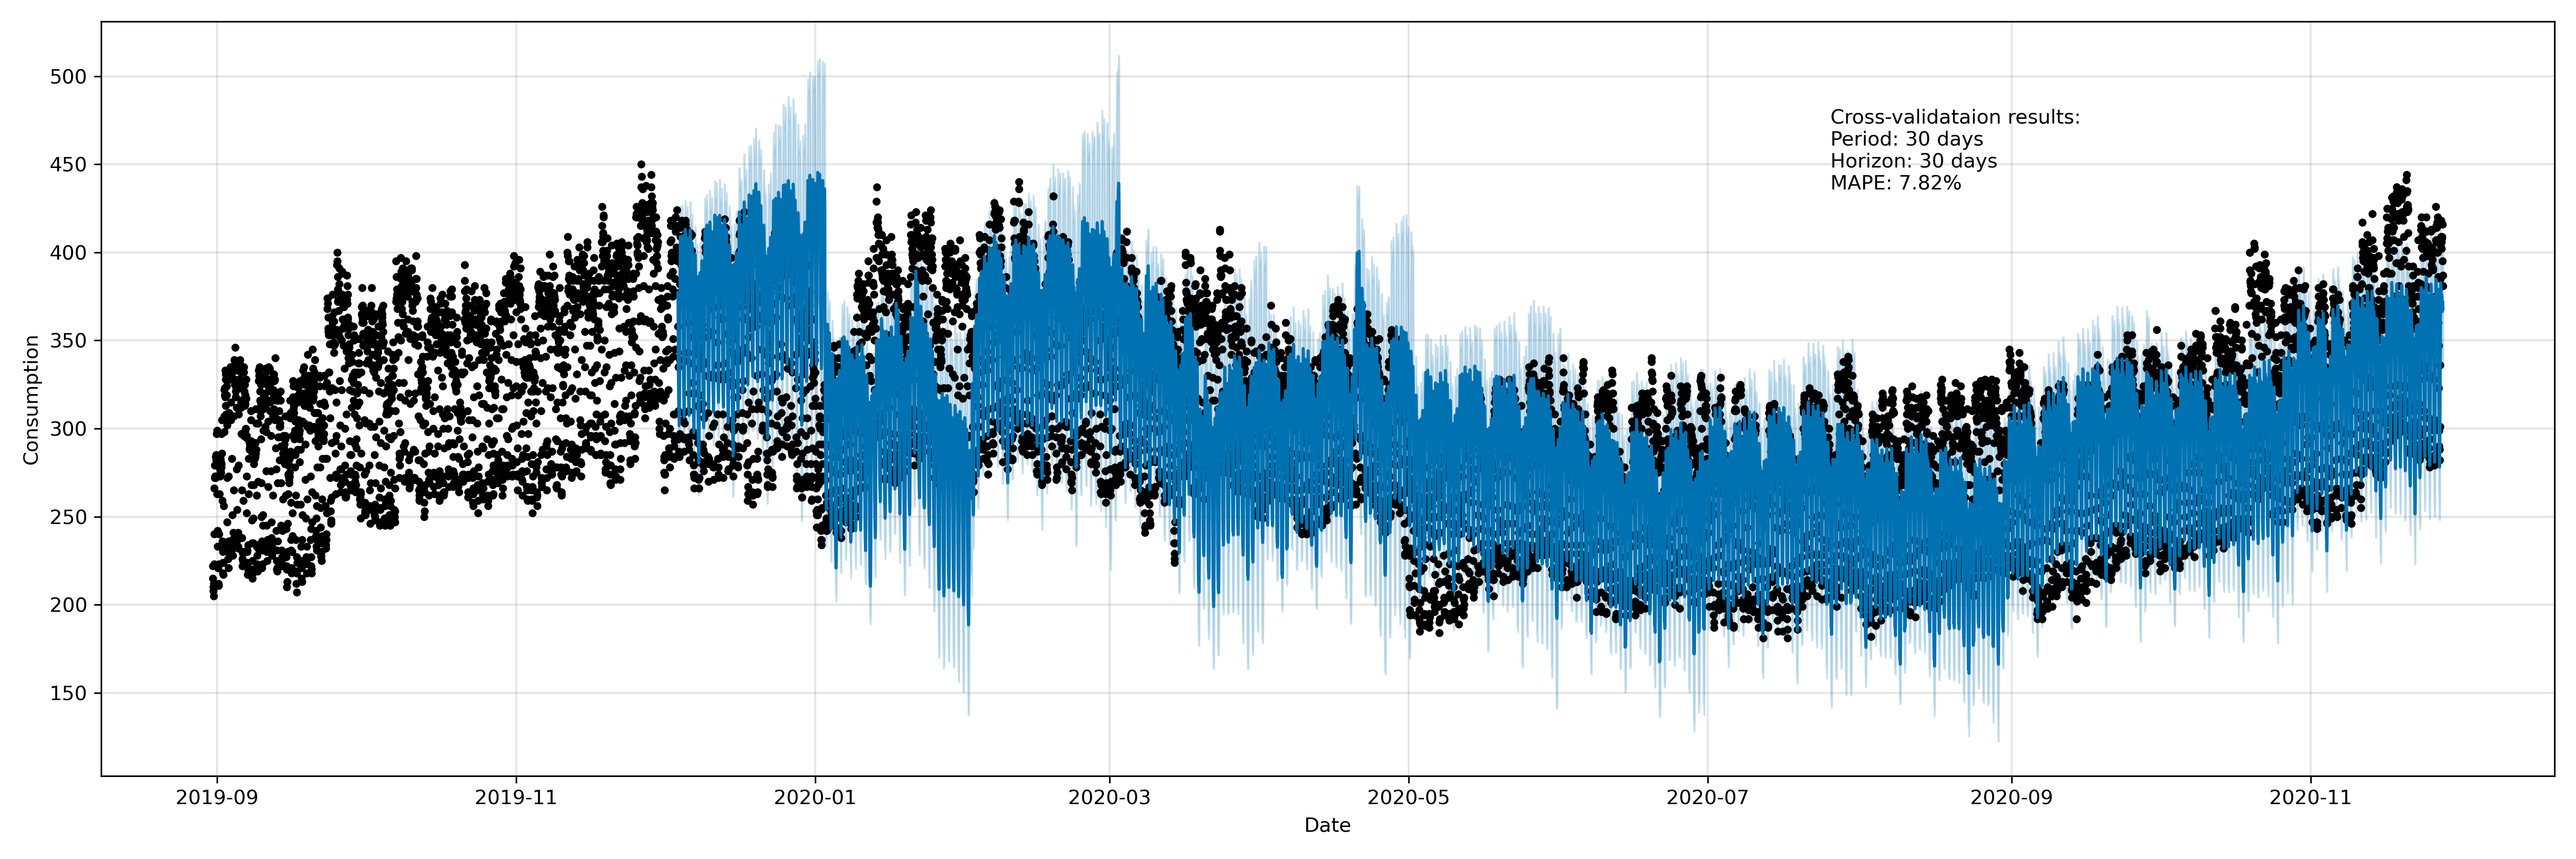 500
450
400
350
300
250
200
150
Consumption
Cross-validataion results:
Period: 30 days
Horizon: 30 days
MAPE: 7.82%
2019-09
2019-11
2020-01
2020-03
2020-05
2020-07
2020-09
2020-11
Date